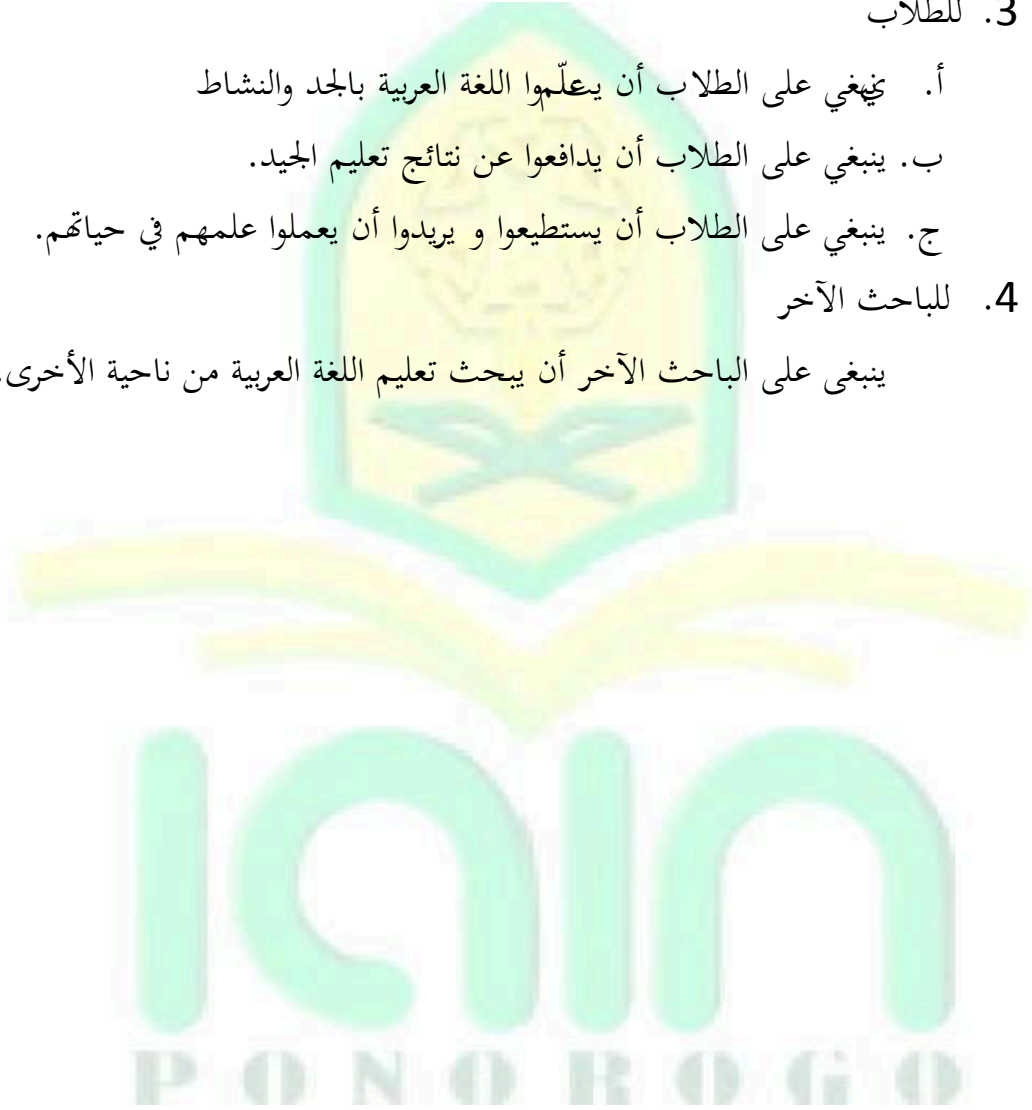 3. للطلاب
أ. ينبغي على الطلاب أن يتعلّموا اللغة العربية بالجد والنشاط
ب. ينبغي على الطلاب أن يدافعوا عن نتائج تعليم الجيد.
ج. ينبغي على الطلاب أن يستطيعوا و يريدوا أن يعملوا علمهم في حياتهم.
4. للباحث الآخر
ينبغى على الباحث الآخر أن يبحث تعليم اللغة العربية من ناحية الأخرى.
iain
PONOROGO